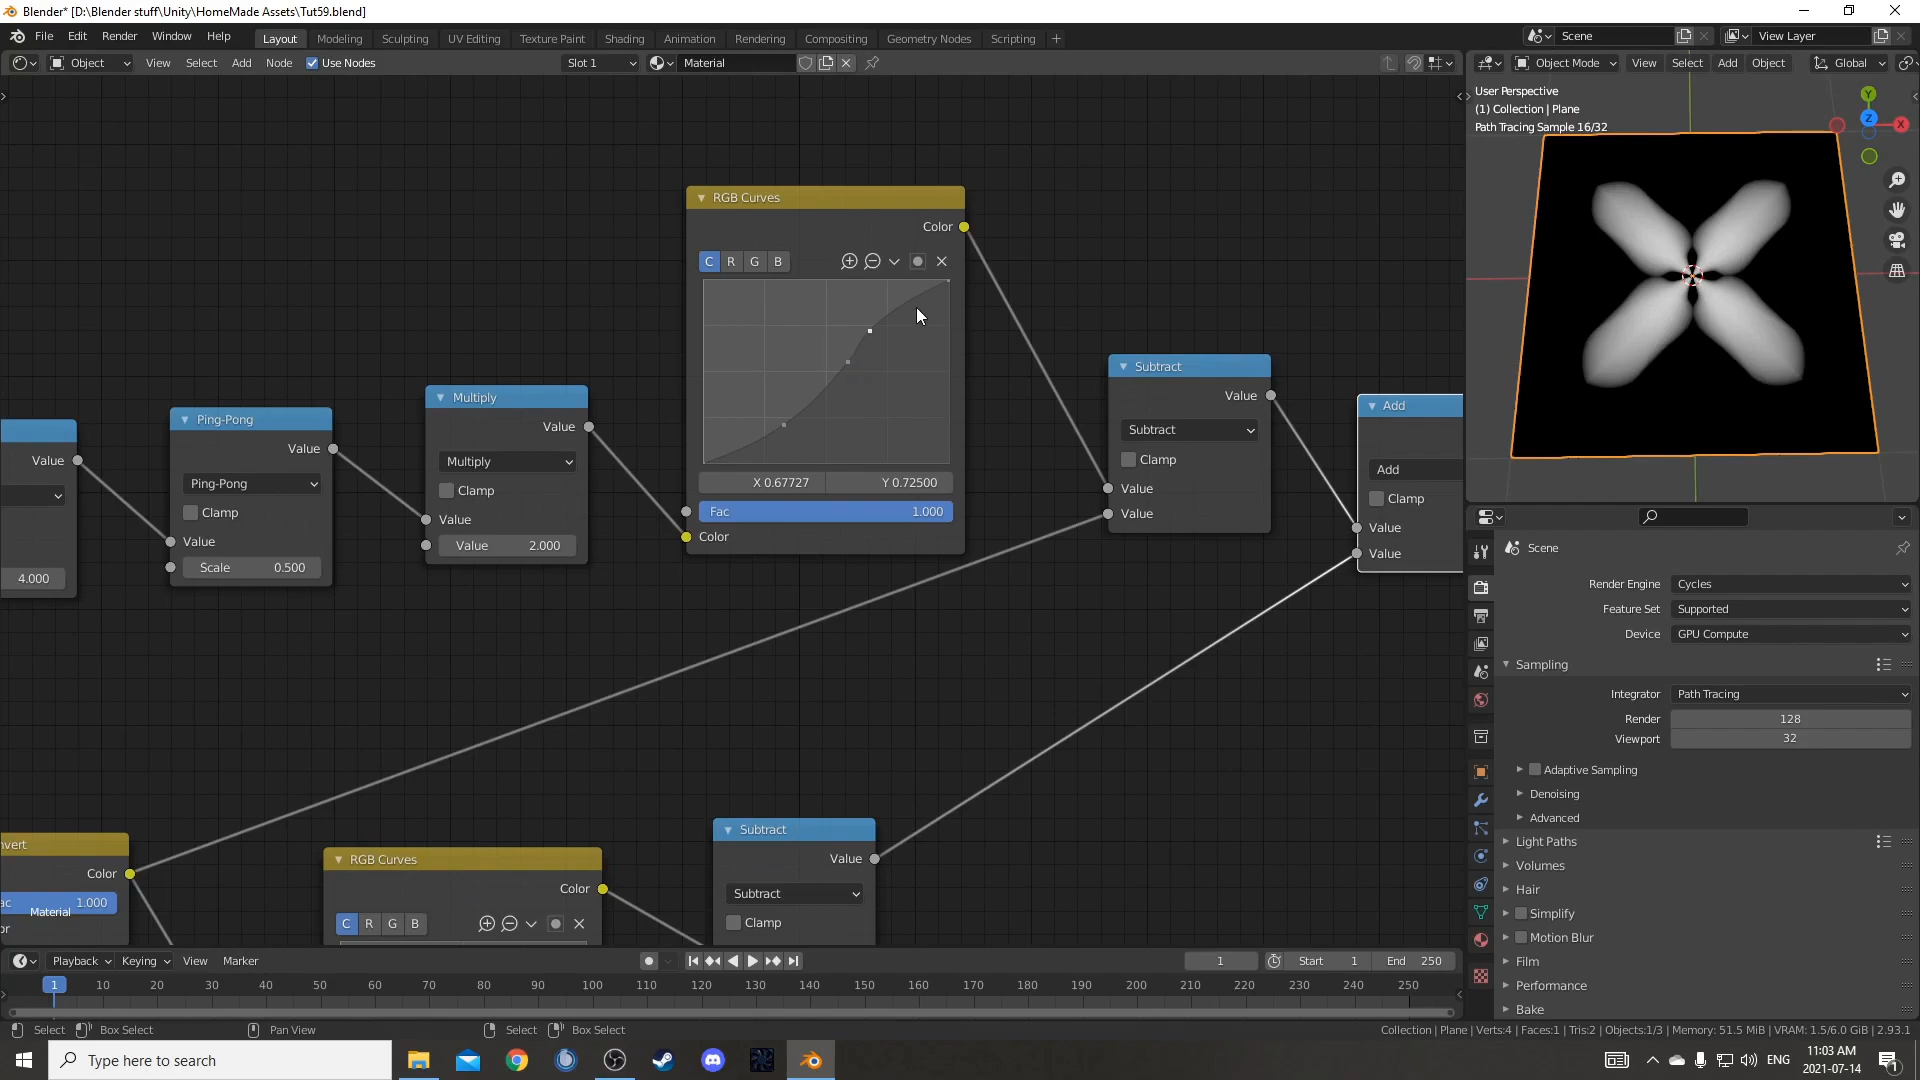 Blender* [D:\Blender stuff\Unity\HomeMade Assets\Tut59.blend]
File Edit Render Window Help Layout Modeling Sculpting UV Editing Texture Paint Shading Animation Rendering Compositing Geometry Nodes Scripting + Scene View Layer
Object View Select Add Node Use Nodes Slot 1 Material Object Mode View Select Add Object Global
User Perspective
(1) Collection | Plane
Path Tracing Sample 16/32
Y
Z
X
RGB Curves
Color
C R G B
X 0.67727 Y 0.72500
Fac 1.000
Color
Subtract
Value
Subtract
Clamp
Value
Value
Add
Add
Clamp
Value
Value
Multiply
Value
Multiply
Clamp
Value
Value 2.000
Ping-Pong
Value
Ping-Pong
Clamp
Value
Scale 0.500
Value
4.000
Scene
Render Engine Cycles
Feature Set Supported
Device GPU Compute
Sampling
Integrator Path Tracing
Render 128
Viewport 32
Adaptive Sampling
Denoising
Advanced
Light Paths
Volumes
Hair
Simplify
Motion Blur
Film
Performance
Bake
nvert
Color
ac 1.000
Material
or
RGB Curves
Color
C R G B
Subtract
Value
Subtract
Clamp
Playback Keying View Marker 1 Start 1 End 250
1 10 20 30 40 50 60 70 80 90 100 110 120 130 140 150 160 170 180 190 200 210 220 230 240 250
Select Box Select Pan View Select Box Select Collection | Plane | Verts:4 | Faces:1 | Tris:2 | Objects:1/3 | Memory: 51.5 MiB | VRAM: 1.5/6.0 GiB | 2.93.1
Type here to search
ENG
11:03 AM
2021-07-14
1